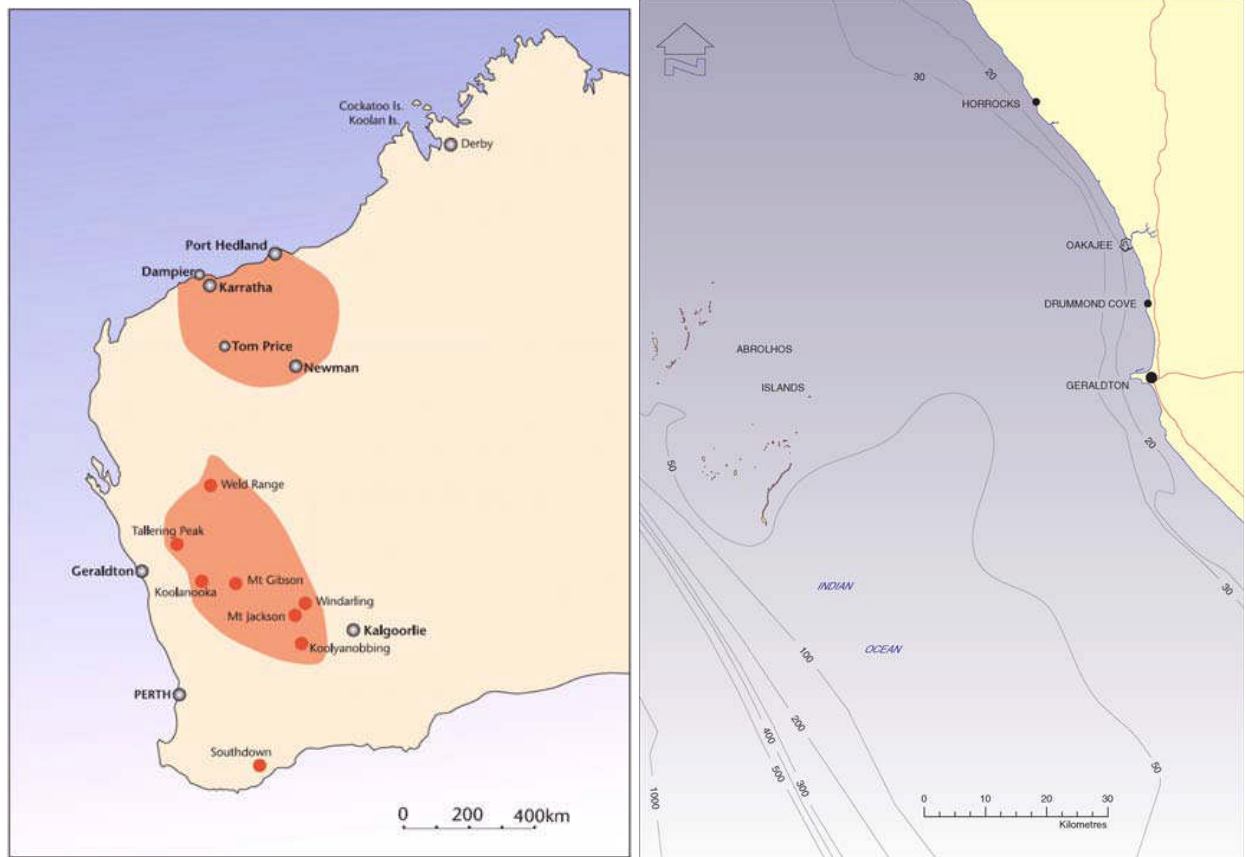 Cockatoo Is.
Koolan Is.
Derby
Port Hedland
Dampier
Karratha
Tom Price
Newman
Weld Range
Tallering Peak
Geraldton
Koolanooka
Mt Gibson
Windarling
Mt Jackson
Kalgoorlie
Koolyanobbing
PERTH
Southdown
0 200 400km
N
30
20
HORROCKS
OAKAJEE
DRUMMOND COVE
ABROLHOS
ISLANDS
GERALDTON
20
50
30
INDIAN
OCEAN
100
200
300
400
500
1000
50
0 10 20 30
Kilometres